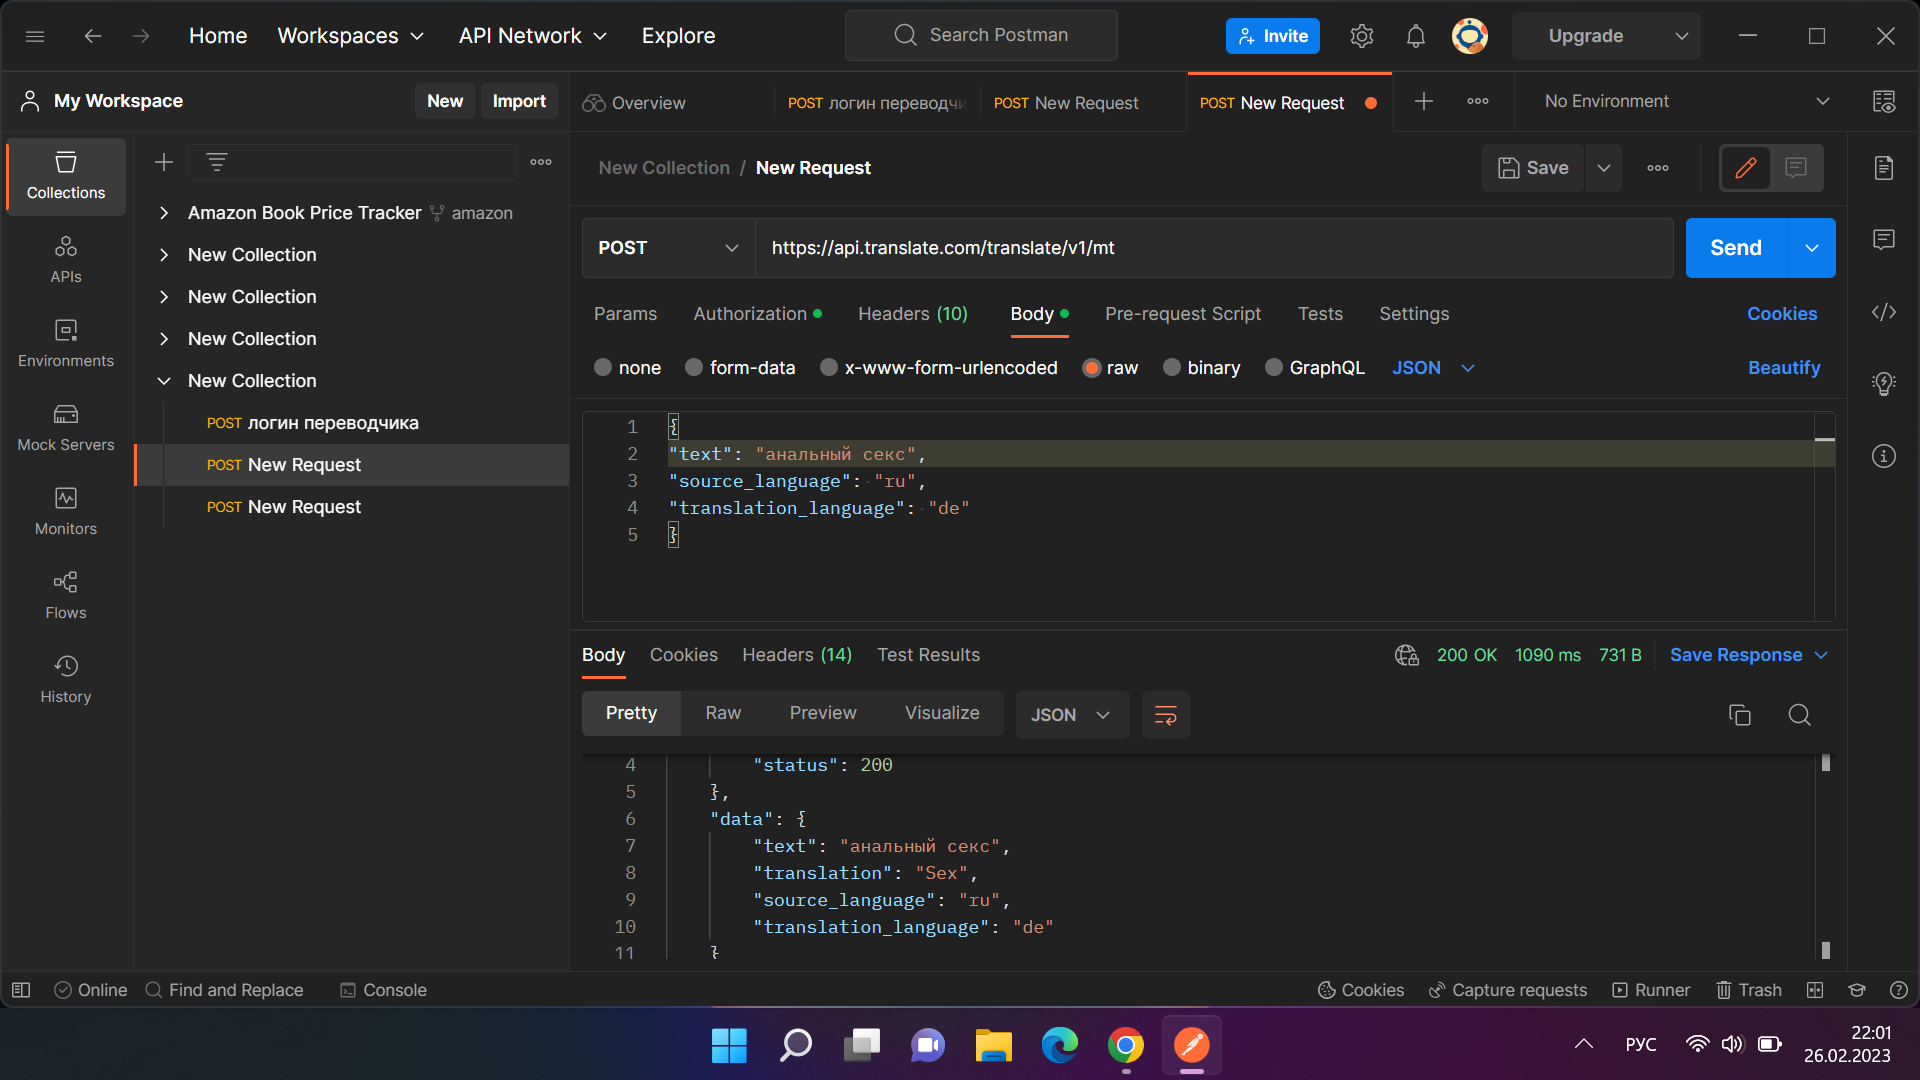 Home Workspaces API Network Explore Search Postman Invite Upgrade
My Workspace New Import
Overview POST логин переводчи POST New Request POST New Request No Environment
Collections
APIs
Environments
Mock Servers
Monitors
Flows
History
Amazon Book Price Tracker amazon
New Collection
New Collection
New Collection
New Collection
POST логин переводчика
POST New Request
POST New Request
New Collection / New Request Save
POST https://api.translate.com/translate/v1/mt Send
Params Authorization Headers (10) Body Pre-request Script Tests Settings Cookies
none form-data x-www-form-urlencoded raw binary GraphQL JSON Beautify
1 {
2 "text": "анальный секс",
3 "source_language": "ru",
4 "translation_language": "de"
5 }
Body Cookies Headers (14) Test Results 200 OK 1090 ms 731 B Save Response
Pretty Raw Preview Visualize JSON
4 "status": 200
5 },
6 "data": {
7 "text": "анальный секс",
8 "translation": "Sex",
9 "source_language": "ru",
10 "translation_language": "de"
11 }
Online Find and Replace Console Cookies Capture requests Runner Trash
РУС 22:01
26.02.2023